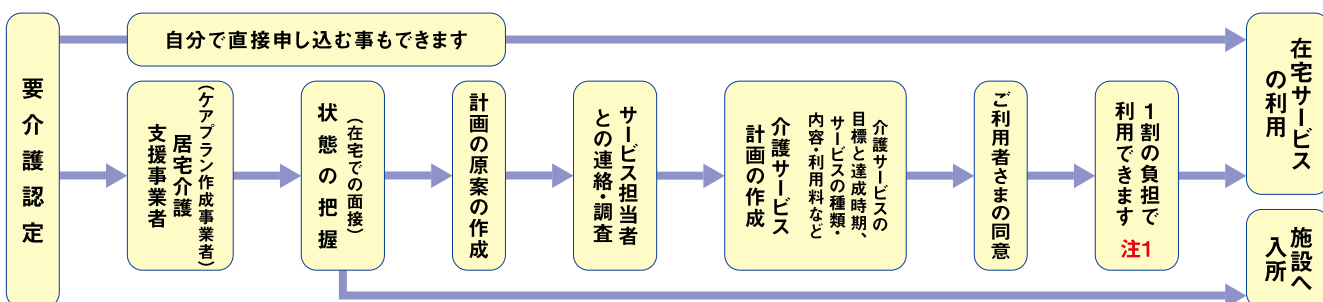 要介護認定
自分で直接申し込む事もできます
居宅介護
支援事業者
(ケアプラン作成事業者)
状態の把握
(在宅での面接)
計画の原案の作成
サービス担当者
との連絡・調査
介護サービス
計画の作成
介護サービスの
目標と達成時期、
サービスの種類・
内容・利用料など
ご利用者さまの同意
1割の負担で
利用できます
注1
在宅サービス
の利用
施設へ
入所